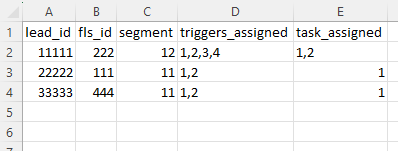 A B C D E
1 lead_id fls_id segment triggers_assigned task_assigned
2 11111 222 12 1,2,3,4 1,2
3 22222 111 11 1,2 1
4 33333 444 11 1,2 1
5
6
7